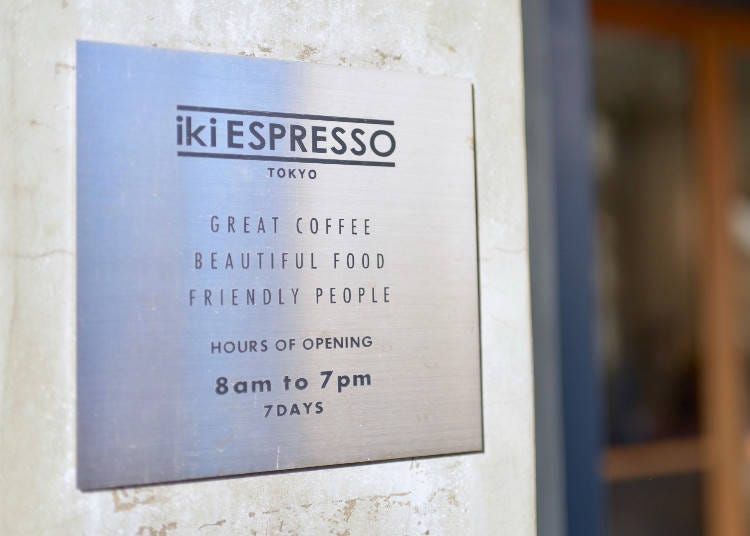 iki ESPRESSO
TOKYO
GREAT COFFEE
BEAUTIFUL FOOD
FRIENDLY PEOPLE
HOURS OF OPENING
8am to 7pm
7DAYS